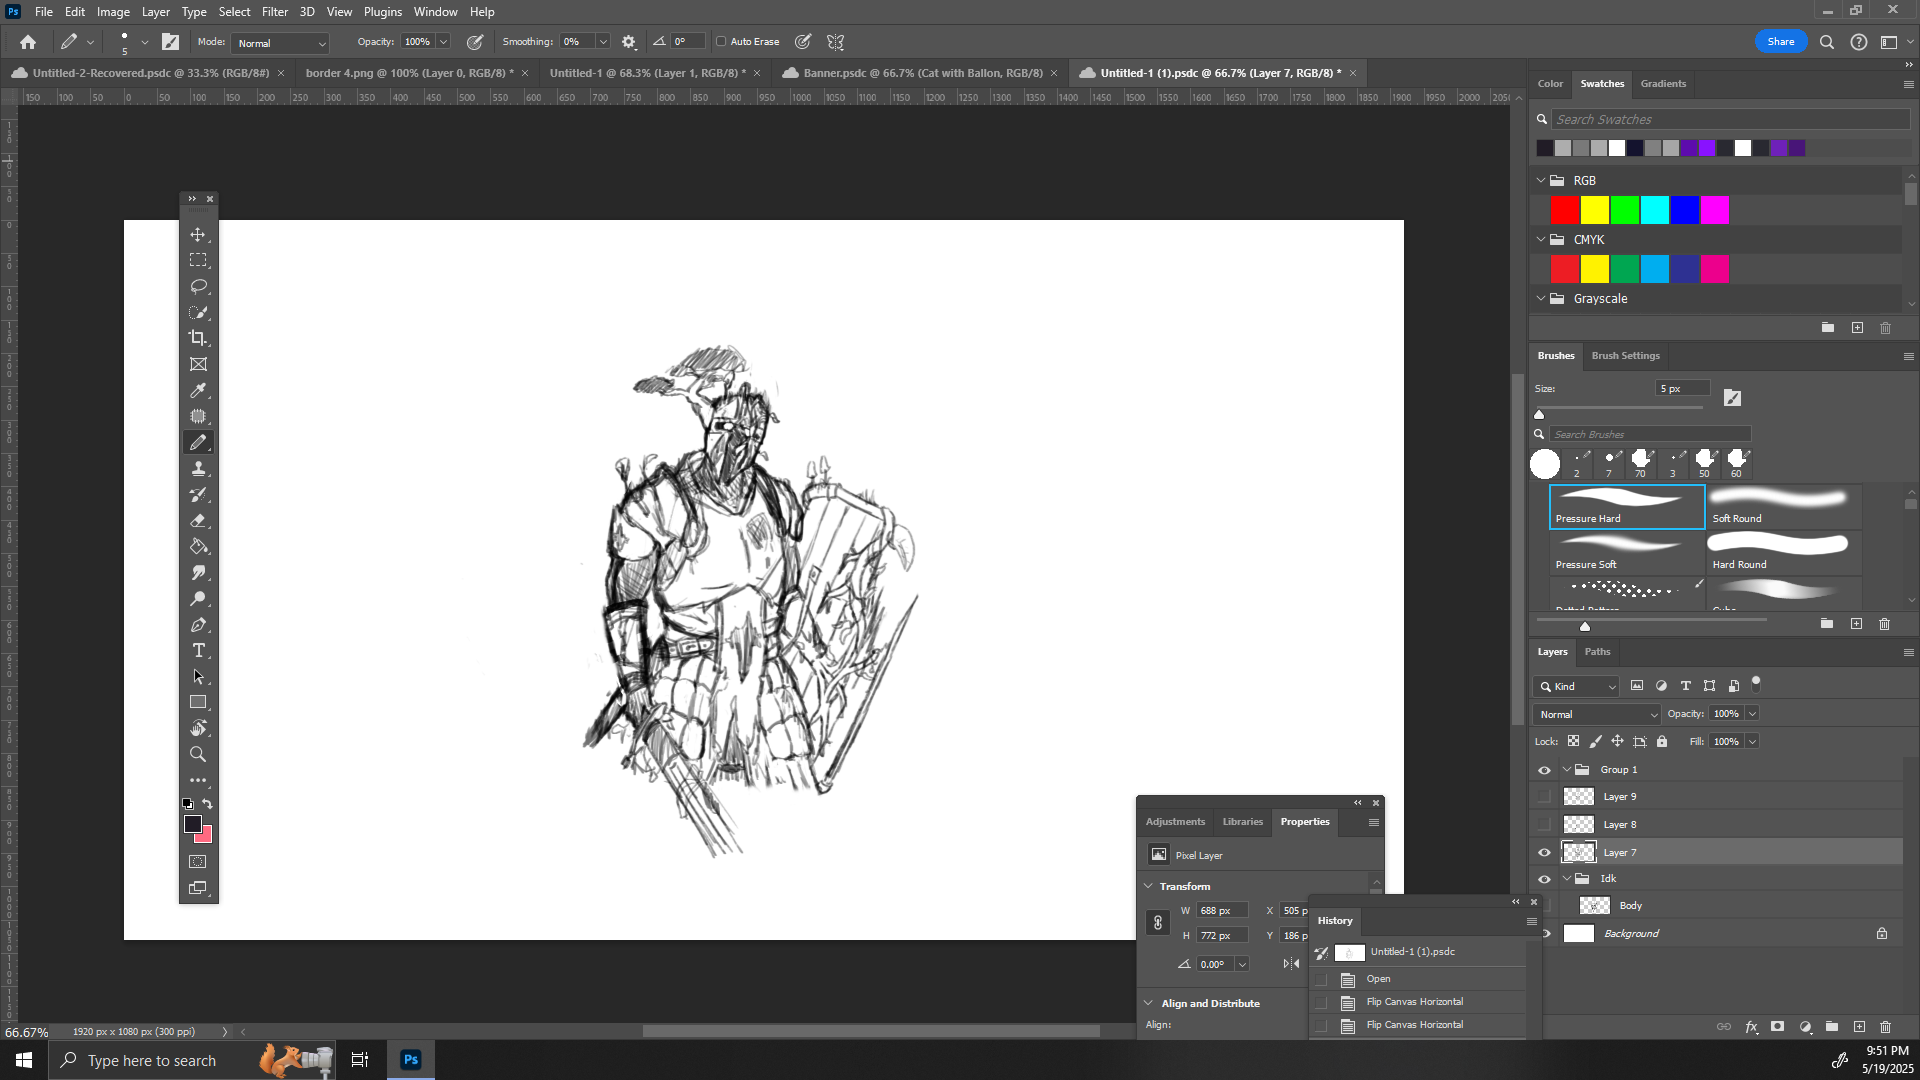 Ps File Edit Image Layer Type Select Filter 3D View Plugins Window Help
5 Mode: Normal Opacity: 100% Smoothing: 0% 0° Auto Erase Share
Untitled-2-Recovered.psdc @ 33.3% (RGB/8#) border 4.png @ 100% (Layer 0, RGB/8) * Untitled-1 @ 68.3% (Layer 1, RGB/8) * Banner.psdc @ 66.7% (Cat with Ballon, RGB/8) Untitled-1 (1).psdc @ 66.7% (Layer 7, RGB/8) *
150 100 50 0 50 100 150 200 250 300 350 400 450 500 550 600 650 700 750 800 850 900 950 1000 1050 1100 1150 1200 1250 1300 1350 1400 1450 1500 1550 1600 1650 1700 1750 1800 1850 1900 1950 2000
Color Swatches Gradients
Search Swatches
RGB
CMYK
Grayscale
Brushes Brush Settings
Size: 5 px
Search Brushes
2 7 70 3 50 60
Pressure Hard Soft Round
Pressure Soft Hard Round
Layers Paths
Kind
Normal Opacity: 100%
Lock: Fill: 100%
Group 1
Layer 9
Layer 8
Layer 7
Idk
Body
Background
Adjustments Libraries Properties
Pixel Layer
Transform
W 688 px X 505 p
H 772 px Y 186 p
0.00°
Align and Distribute
Align:
History
Untitled-1 (1).psdc
Open
Flip Canvas Horizontal
Flip Canvas Horizontal
66.67% 1920 px x 1080 px (300 ppi)
Type here to search Ps
9:51 PM
5/19/2025